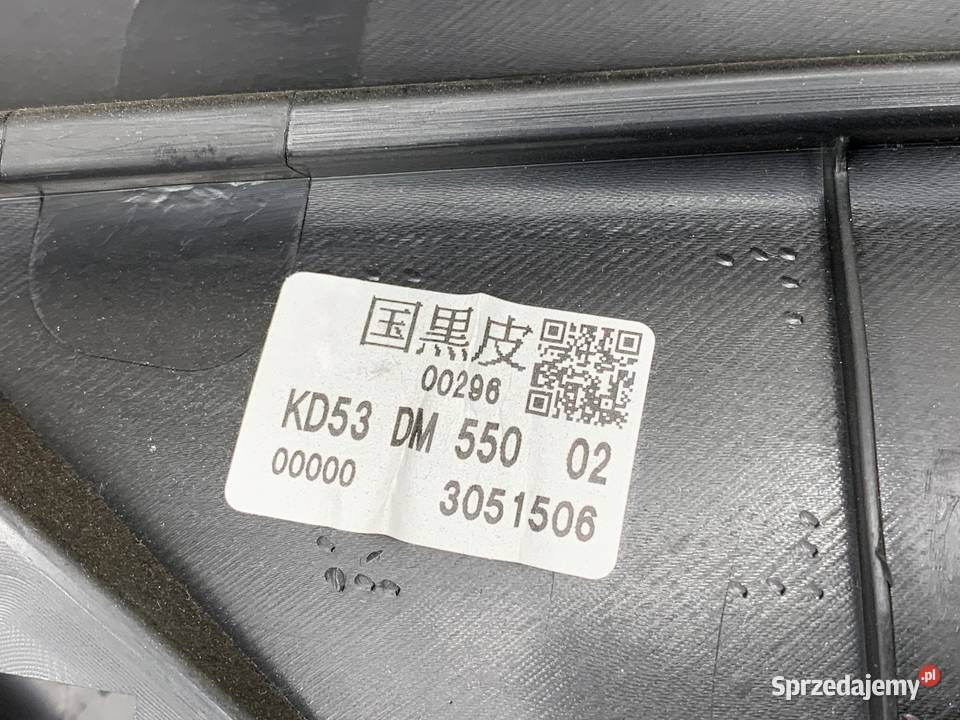 国黒皮
00296
KD53 DM 550 02
00000 3051506
Sprzedajemy.pl